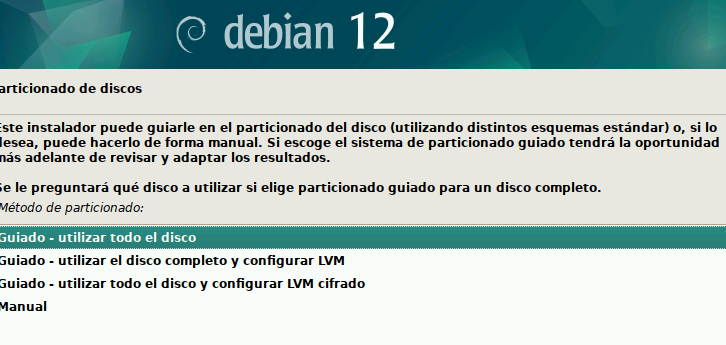 debian 12
articionado de discos
Este instalador puede guiarle en el particionado del disco (utilizando distintos esquemas estándar) o, si lo
desea, puede hacerlo de forma manual. Si escoge el sistema de particionado guiado tendrá la oportunidad
más adelante de revisar y adaptar los resultados.
Se le preguntará qué disco a utilizar si elige particionado guiado para un disco completo.
Método de particionado:
Guiado - utilizar todo el disco
Guiado - utilizar el disco completo y configurar LVM
Guiado - utilizar todo el disco y configurar LVM cifrado
Manual